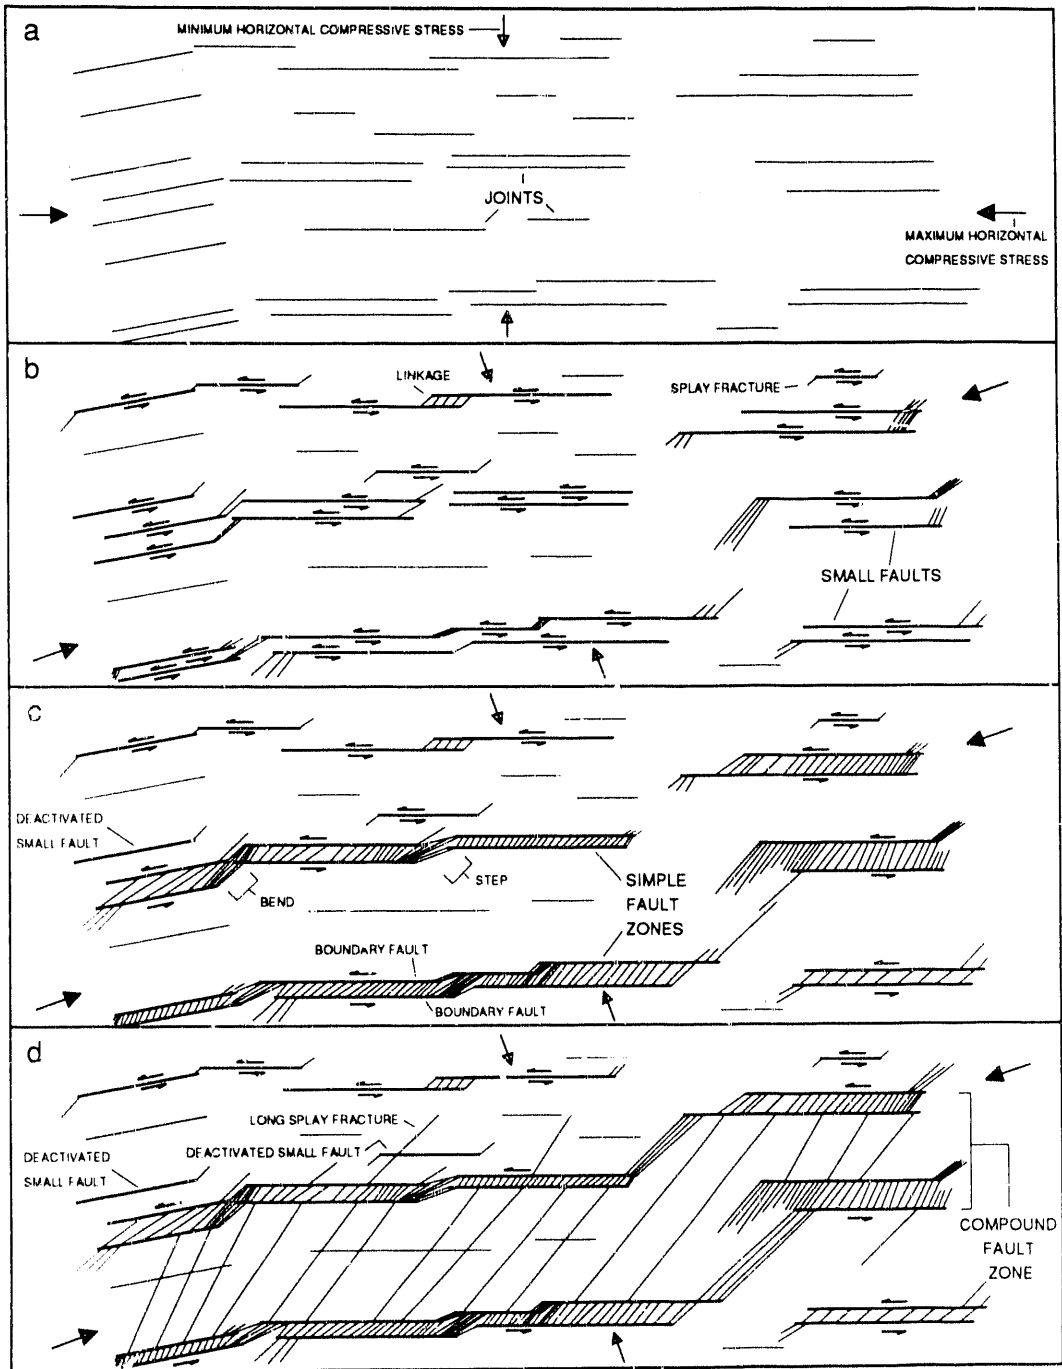 a
MINIMUM HORIZONTAL COMPRESSIVE STRESS
JOINTS
MAXIMUM HORIZONTAL
COMPRESSIVE STRESS
b
LINKAGE
SPLAY FRACTURE
SMALL FAULTS
c
DEACTIVATED
SMALL FAULT
BEND
STEP
SIMPLE
FAULT
ZONES
BOUNDARY FAULT
BOUNDARY FAULT
d
LONG SPLAY FRACTURE
DEACTIVATED SMALL FAULT
DEACTIVATED
SMALL FAULT
COMPOUND
FAULT
ZONE